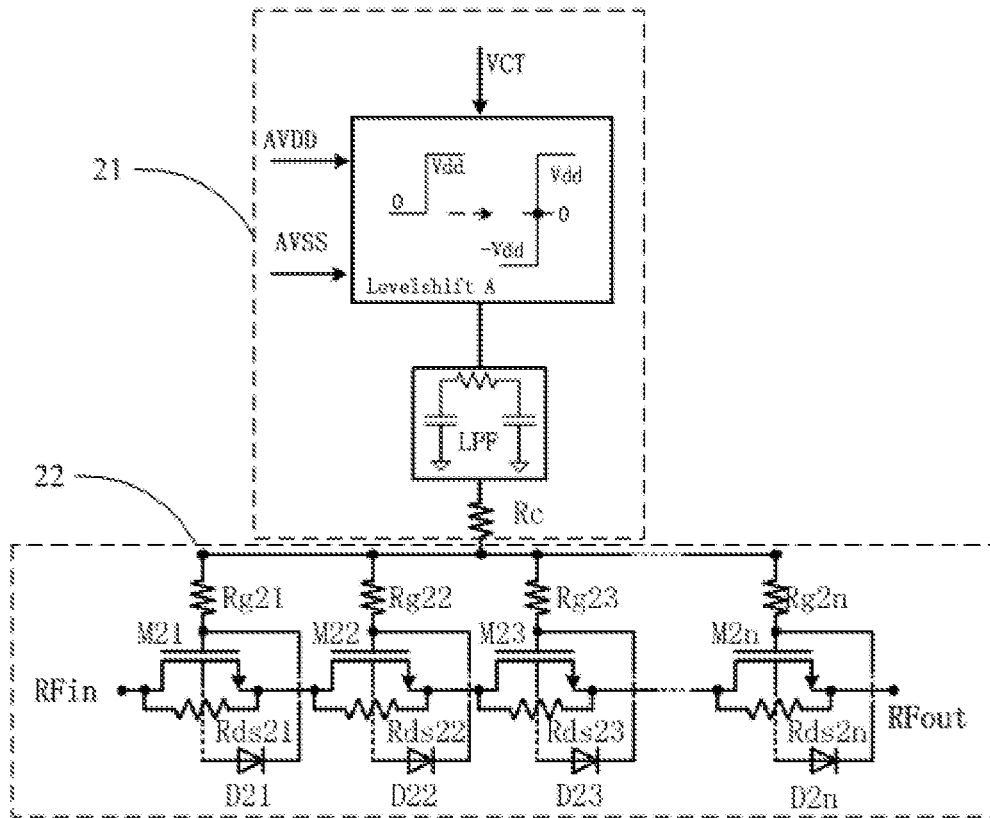 VCT
AVDD
21
Vdd
Vdd
0
0
AVSS
-Vdd
Levelshift A
LPF
22
Rc
Rg21
Rg22
Rg23
Rg2n
M21
M22
M23
M2n
RFin
RFout
Rds21
Rds22
Rds23
Rds2n
D21
D22
D23
D2n